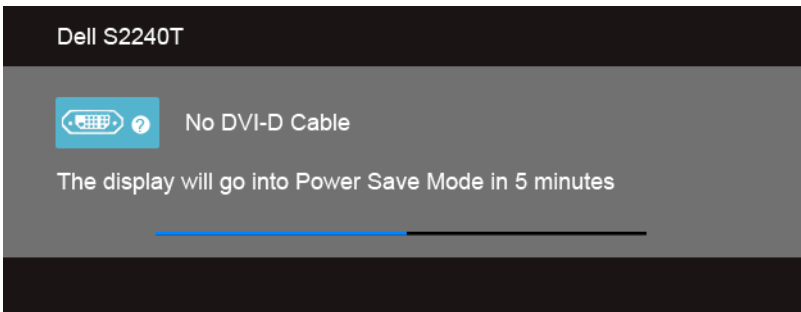 Dell S2240T
No DVI-D Cable
The display will go into Power Save Mode in 5 minutes